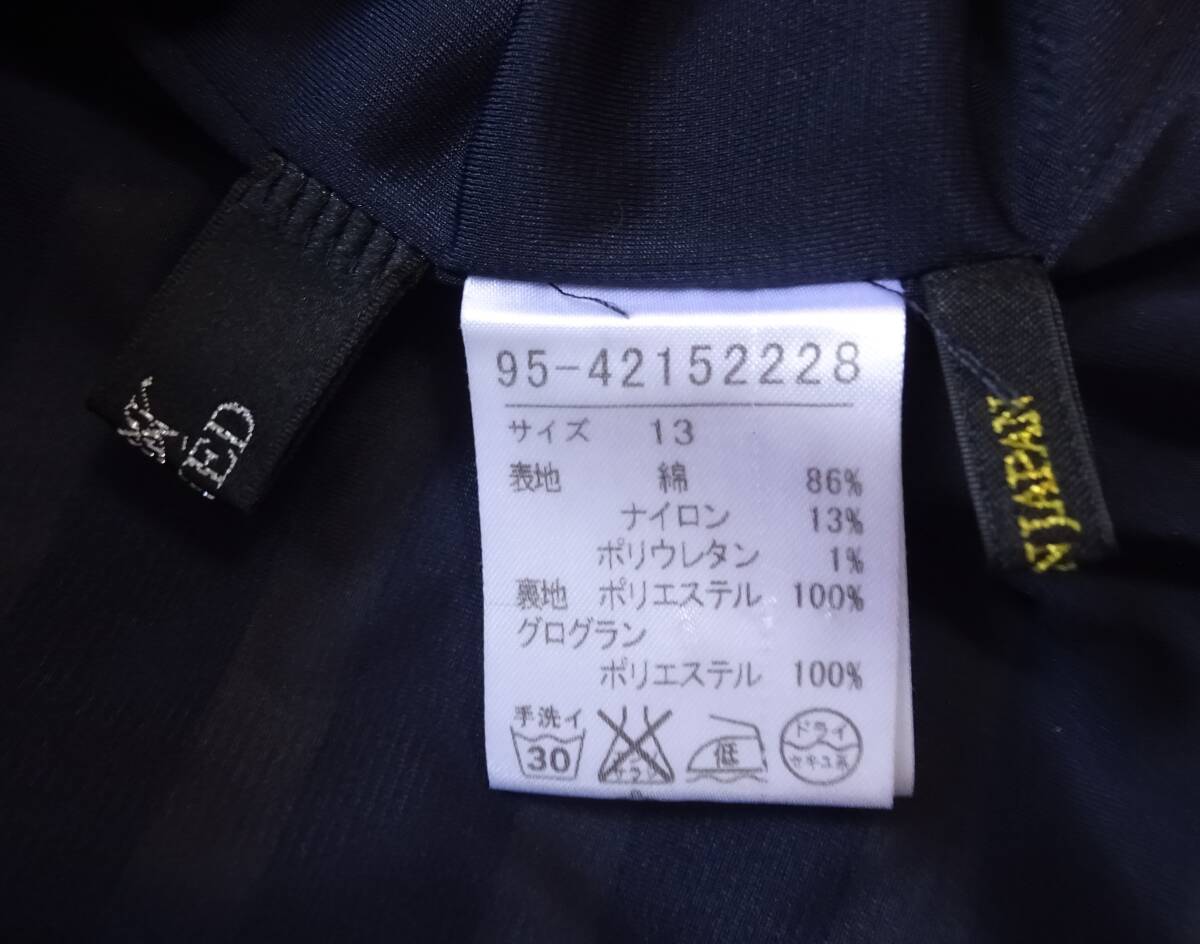 95-42152228
サイズ 13
表地 綿 86%
ナイロン 13%
ポリウレタン 1%
裏地 ポリエステル 100%
グログラン
ポリエステル 100%
手洗イ
30
低
ドライ
セキユ系
ED
N JAPAN